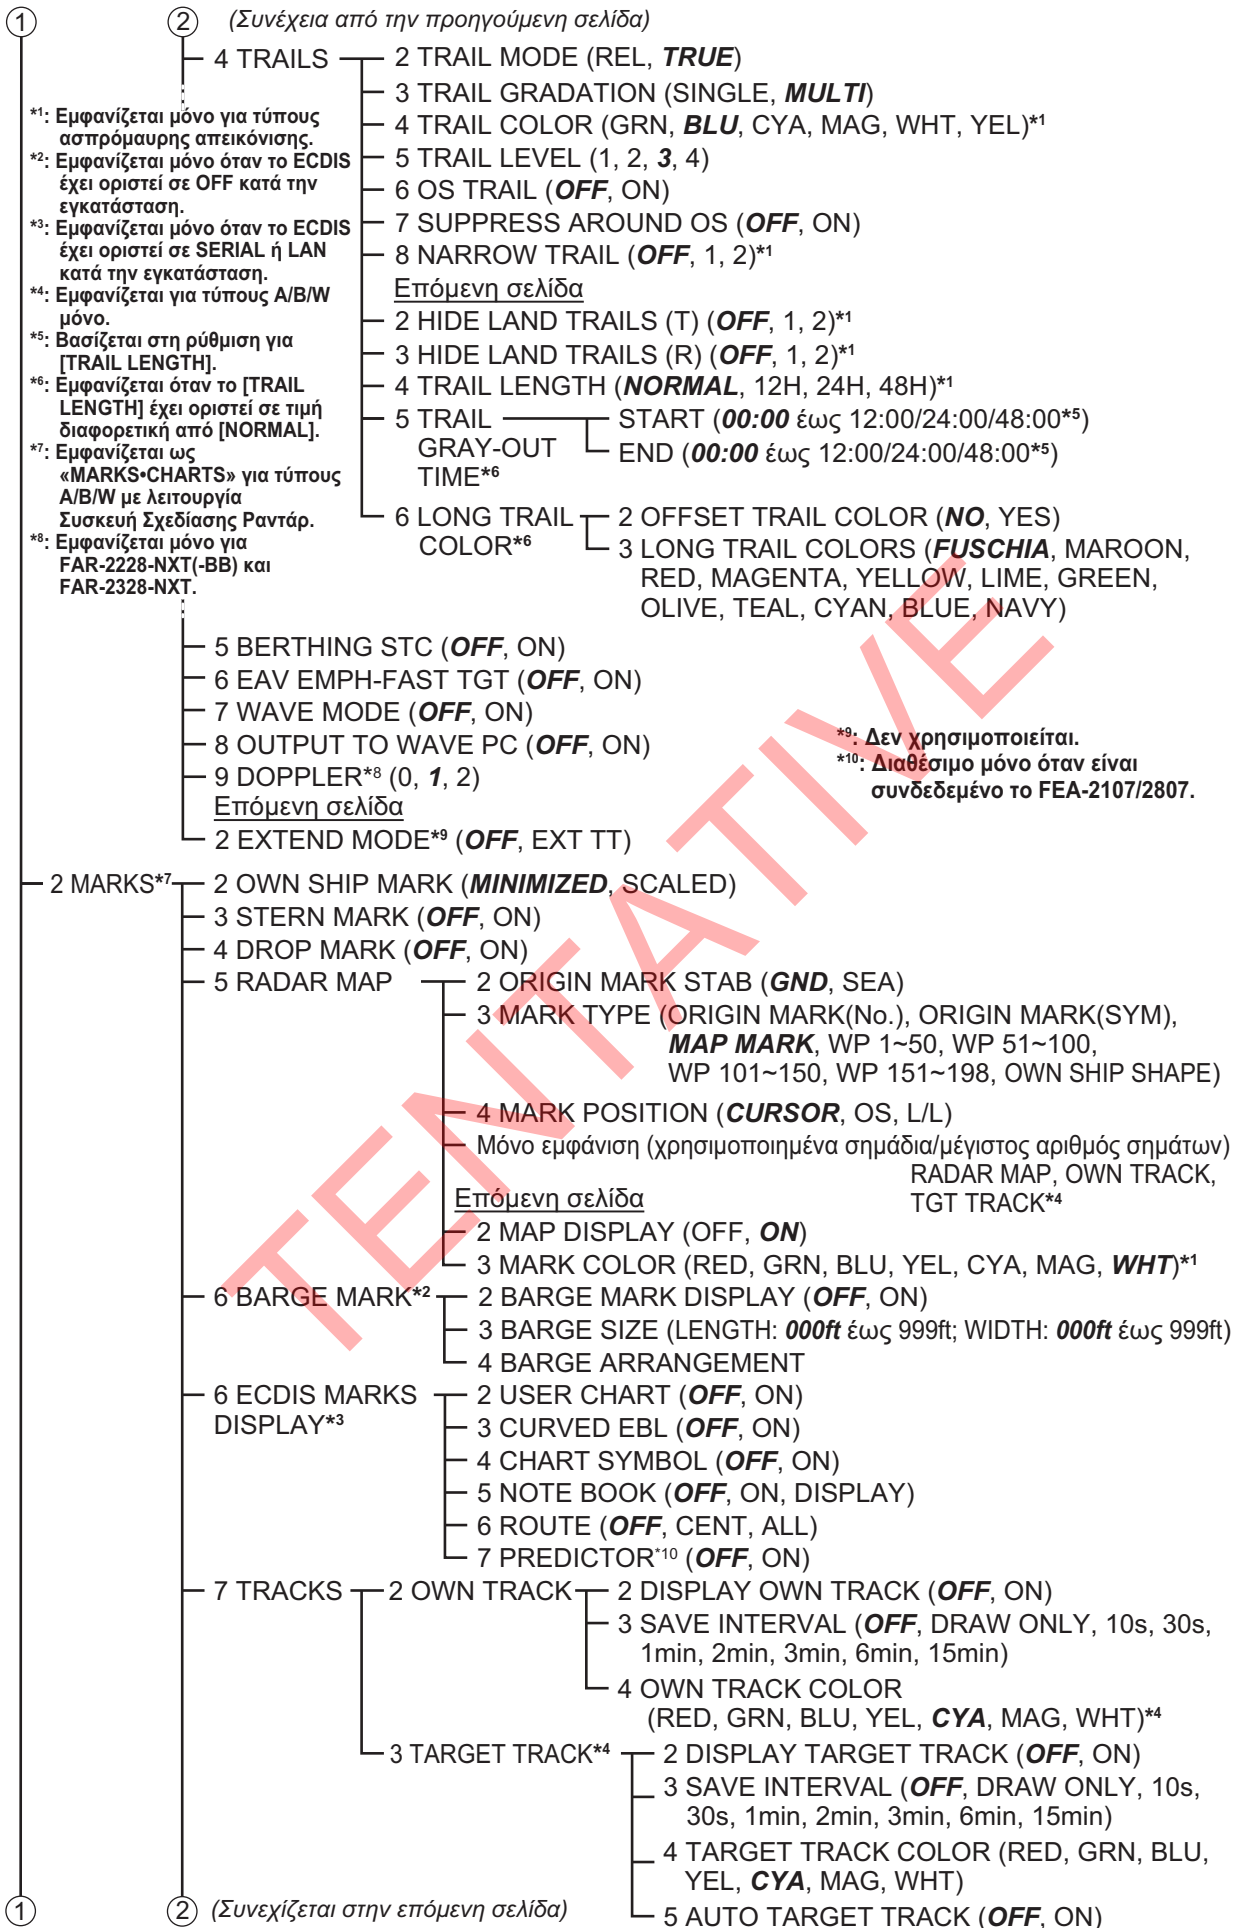 ① ② (Συνέχεια από την προηγούμενη σελίδα)
4 TRAILS
2 TRAIL MODE (REL, TRUE)
3 TRAIL GRADATION (SINGLE, MULTI)
4 TRAIL COLOR (GRN, BLU, CYA, MAG, WHT, YEL)*1
5 TRAIL LEVEL (1, 2, 3, 4)
6 OS TRAIL (OFF, ON)
7 SUPPRESS AROUND OS (OFF, ON)
8 NARROW TRAIL (OFF, 1, 2)*1
Επόμενη σελίδα
2 HIDE LAND TRAILS (T) (OFF, 1, 2)*1
3 HIDE LAND TRAILS (R) (OFF, 1, 2)*1
4 TRAIL LENGTH (NORMAL, 12H, 24H, 48H)*1
5 TRAIL
GRAY-OUT
TIME*6
START (00:00 έως 12:00/24:00/48:00*5)
END (00:00 έως 12:00/24:00/48:00*5)
6 LONG TRAIL
COLOR*6
2 OFFSET TRAIL COLOR (NO, YES)
3 LONG TRAIL COLORS (FUSCHIA, MAROON,
RED, MAGENTA, YELLOW, LIME, GREEN,
OLIVE, TEAL, CYAN, BLUE, NAVY)
*1: Εμφανίζεται μόνο για τύπους
ασπρόμαυρης απεικόνισης.
*2: Εμφανίζεται μόνο όταν το ECDIS
έχει οριστεί σε OFF κατά την
εγκατάσταση.
*3: Εμφανίζεται μόνο όταν το ECDIS
έχει οριστεί σε SERIAL ή LAN
κατά την εγκατάσταση.
*4: Εμφανίζεται για τύπους A/B/W
μόνο.
*5: Βασίζεται στη ρύθμιση για
[TRAIL LENGTH].
*6: Εμφανίζεται όταν το [TRAIL
LENGTH] έχει οριστεί σε τιμή
διαφορετική από [NORMAL].
*7: Εμφανίζεται ως
«MARKS•CHARTS» για τύπους
A/B/W με λειτουργία
Συσκευή Σχεδίασης Ραντάρ.
*8: Εμφανίζεται μόνο για
FAR-2228-NXT(-BB) και
FAR-2328-NXT.
5 BERTHING STC (OFF, ON)
6 EAV EMPH-FAST TGT (OFF, ON)
7 WAVE MODE (OFF, ON)
8 OUTPUT TO WAVE PC (OFF, ON)
9 DOPPLER*8 (0, 1, 2)
Επόμενη σελίδα
2 EXTEND MODE*9 (OFF, EXT TT)
*9: Δεν χρησιμοποιείται.
*10: Διαθέσιμο μόνο όταν είναι
συνδεδεμένο το FEA-2107/2807.
2 MARKS*7
2 OWN SHIP MARK (MINIMIZED, SCALED)
3 STERN MARK (OFF, ON)
4 DROP MARK (OFF, ON)
5 RADAR MAP
2 ORIGIN MARK STAB (GND, SEA)
3 MARK TYPE (ORIGIN MARK(No.), ORIGIN MARK(SYM),
MAP MARK, WP 1~50, WP 51~100,
WP 101~150, WP 151~198, OWN SHIP SHAPE)
4 MARK POSITION (CURSOR, OS, L/L)
Μόνο εμφάνιση (χρησιμοποιημένα σημάδια/μέγιστος αριθμός σημάτων)
RADAR MAP, OWN TRACK,
TGT TRACK*4
Επόμενη σελίδα
2 MAP DISPLAY (OFF, ON)
3 MARK COLOR (RED, GRN, BLU, YEL, CYA, MAG, WHT)*1
6 BARGE MARK*2
2 BARGE MARK DISPLAY (OFF, ON)
3 BARGE SIZE (LENGTH: 000ft έως 999ft; WIDTH: 000ft έως 999ft)
4 BARGE ARRANGEMENT
6 ECDIS MARKS
DISPLAY*3
2 USER CHART (OFF, ON)
3 CURVED EBL (OFF, ON)
4 CHART SYMBOL (OFF, ON)
5 NOTE BOOK (OFF, ON, DISPLAY)
6 ROUTE (OFF, CENT, ALL)
7 PREDICTOR*10 (OFF, ON)
7 TRACKS
2 OWN TRACK
2 DISPLAY OWN TRACK (OFF, ON)
3 SAVE INTERVAL (OFF, DRAW ONLY, 10s, 30s,
1min, 2min, 3min, 6min, 15min)
4 OWN TRACK COLOR
(RED, GRN, BLU, YEL, CYA, MAG, WHT)*4
3 TARGET TRACK*4
2 DISPLAY TARGET TRACK (OFF, ON)
3 SAVE INTERVAL (OFF, DRAW ONLY, 10s,
30s, 1min, 2min, 3min, 6min, 15min)
4 TARGET TRACK COLOR (RED, GRN, BLU,
YEL, CYA, MAG, WHT)
5 AUTO TARGET TRACK (OFF, ON)
① ② (Συνεχίζεται στην επόμενη σελίδα)
TENTATIVE